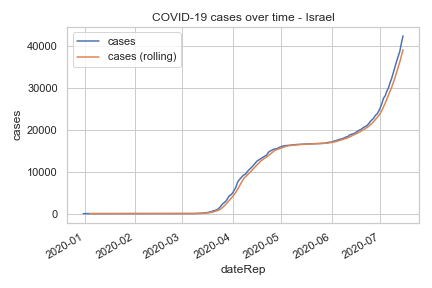 COVID-19 cases over time - Israel
cases
cases (rolling)
cases
40000
30000
20000
10000
0
2020-01
2020-02
2020-03
2020-04
2020-05
2020-06
2020-07
dateRep